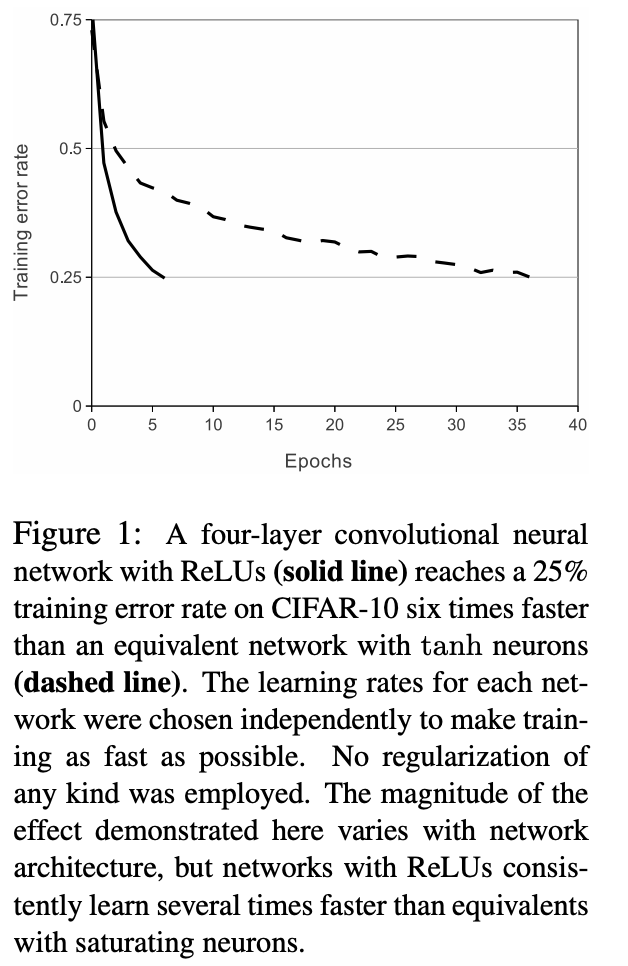 0.75
0.5
0.25
0
Training error rate
0 5 10 15 20 25 30 35 40
Epochs
Figure 1: A four-layer convolutional neural
network with ReLUs (solid line) reaches a 25%
training error rate on CIFAR-10 six times faster
than an equivalent network with tanh neurons
(dashed line). The learning rates for each net-
work were chosen independently to make train-
ing as fast as possible. No regularization of
any kind was employed. The magnitude of the
effect demonstrated here varies with network
architecture, but networks with ReLUs consis-
tently learn several times faster than equivalents
with saturating neurons.